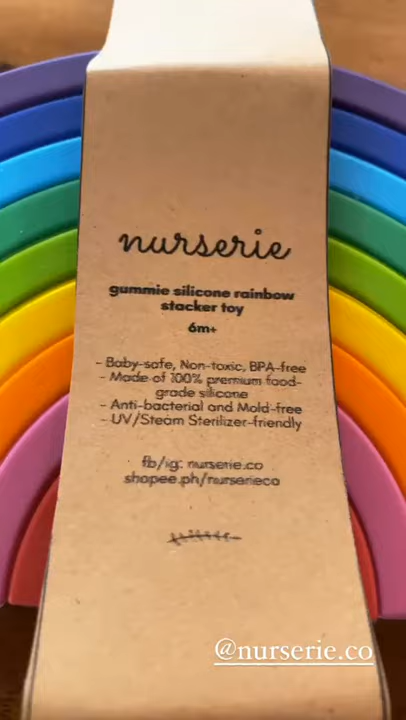 nurserie
gummie silicone rainbow
stacker toy
6m+
- Baby-safe, Non-toxic, BPA-free
- Made of 100% premium food-
grade silicone
- Anti-bacterial and Mold-free
- UV/Steam Sterilizer-friendly
fb/ig: nurserie.co
shopee.ph/nurserieco
@nurserie.co